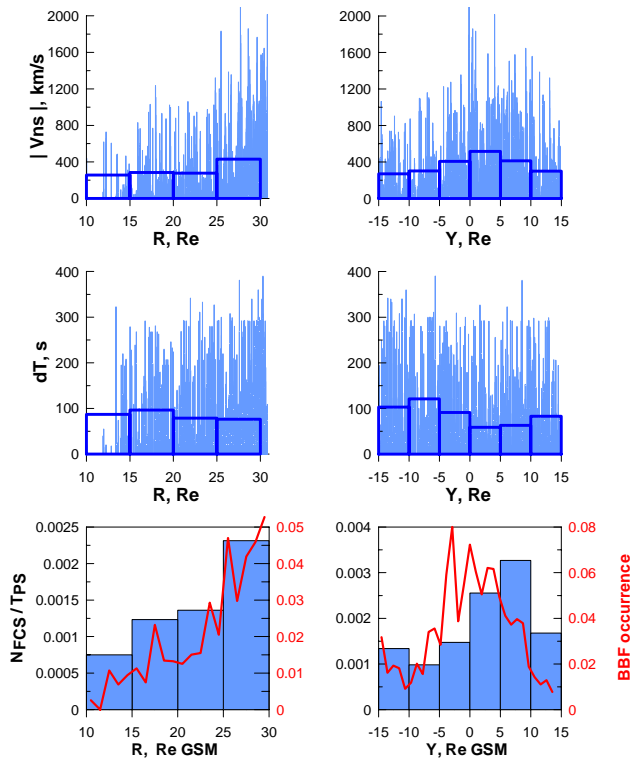 2000
1600
1200
800
400
0
| Vns |, km/s
10 15 20 25 30
R, Re
2000
1600
1200
800
400
0
-15 -10 -5 0 5 10 15
Y, Re
400
300
200
100
0
dT, s
10 15 20 25 30
R, Re
400
300
200
100
0
-15 -10 -5 0 5 10 15
Y, Re
0.0025
0.002
0.0015
0.001
0.0005
0
NFCS / TPS
0.05
0.04
0.03
0.02
0.01
0
10 15 20 25 30
R, Re GSM
0.004
0.003
0.002
0.001
0
0.08
0.06
0.04
0.02
0
BBF occurrence
-15 -10 -5 0 5 10 15
Y, Re GSM